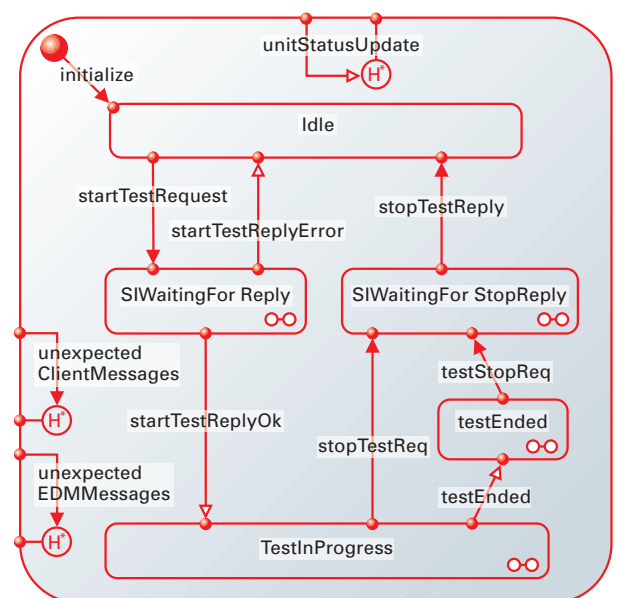 unitStatusUpdate
H*
initialize
Idle
startTestRequest
stopTestReply
startTestReplyError
SIWaitingFor Reply
SIWaitingFor StopReply
unexpected
ClientMessages
H*
testStopReq
startTestReplyOk
testEnded
stopTestReq
unexpected
EDMMessages
testEnded
H*
TestInProgress